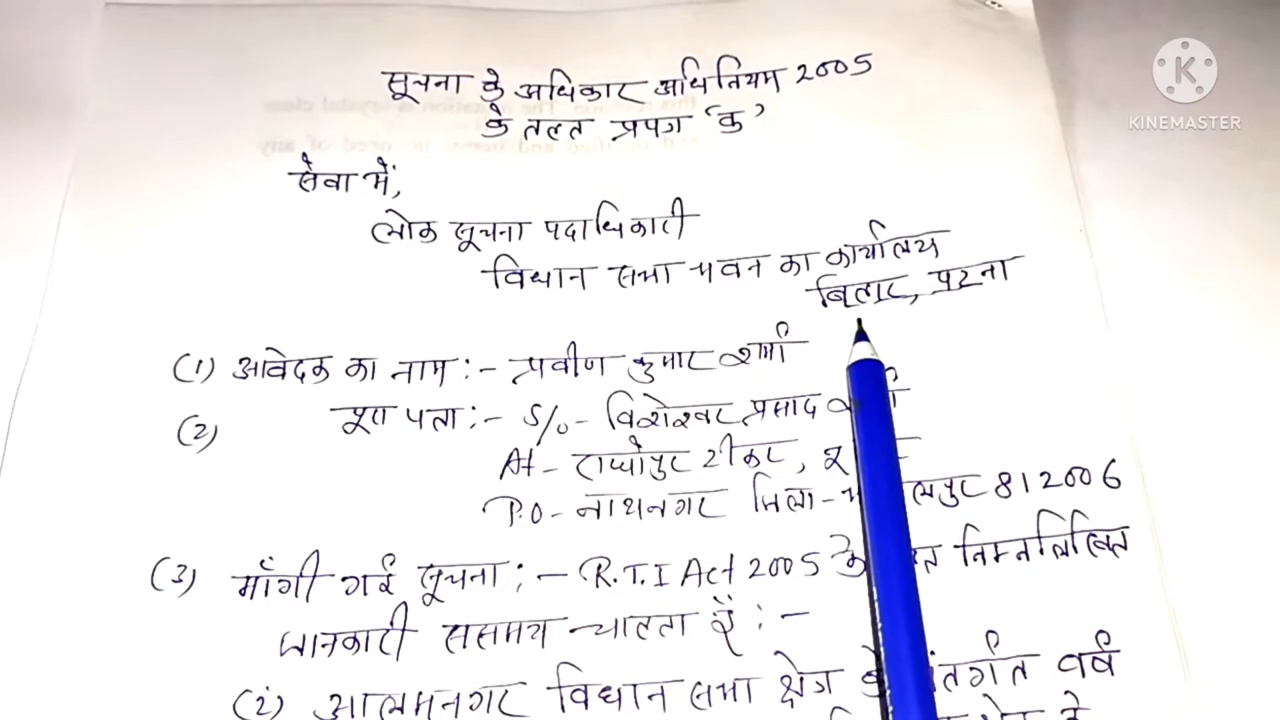 सूचना के अधिकार अधिनियम 2005
के तहत प्रपत्र 'क'
सेवा में,
लोक सूचना पदाधिकारी
विधान सभा भवन का कार्यालय
बिहार, पटना
(1) आवेदक का नाम :- प्रवीण कुमार शर्मा
(2) पूरा पता :- S/o- विशेश्वर प्रसाद
At- राघोपुर टीकर,
P.O- नाथनगर जिला- 812006
(3) माँगी गई सूचना :- R.T.I Act 2005 के निम्नलिखित
जानकारी ससमय चाहता हैं :-
(i) आलमनगर विधान सभा क्षेत्र वर्ष
KINEMASTER